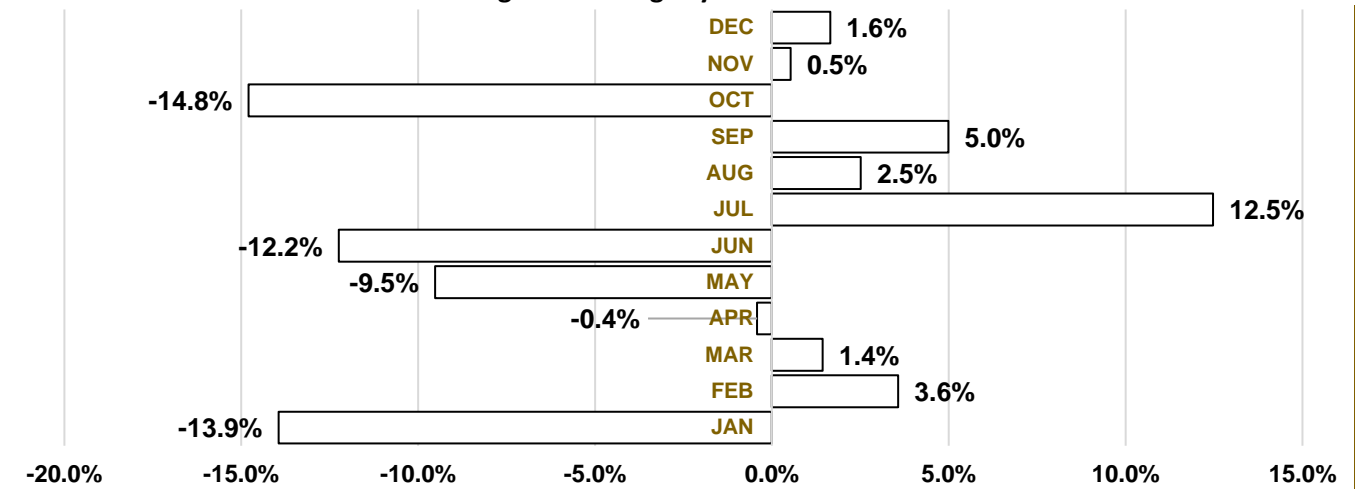 DEC 1.6%
NOV 0.5%
-14.8% OCT
SEP 5.0%
AUG 2.5%
JUL 12.5%
-12.2% JUN
-9.5% MAY
-0.4% APR
MAR 1.4%
FEB 3.6%
-13.9% JAN
-20.0% -15.0% -10.0% -5.0% 0.0% 5.0% 10.0% 15.0%